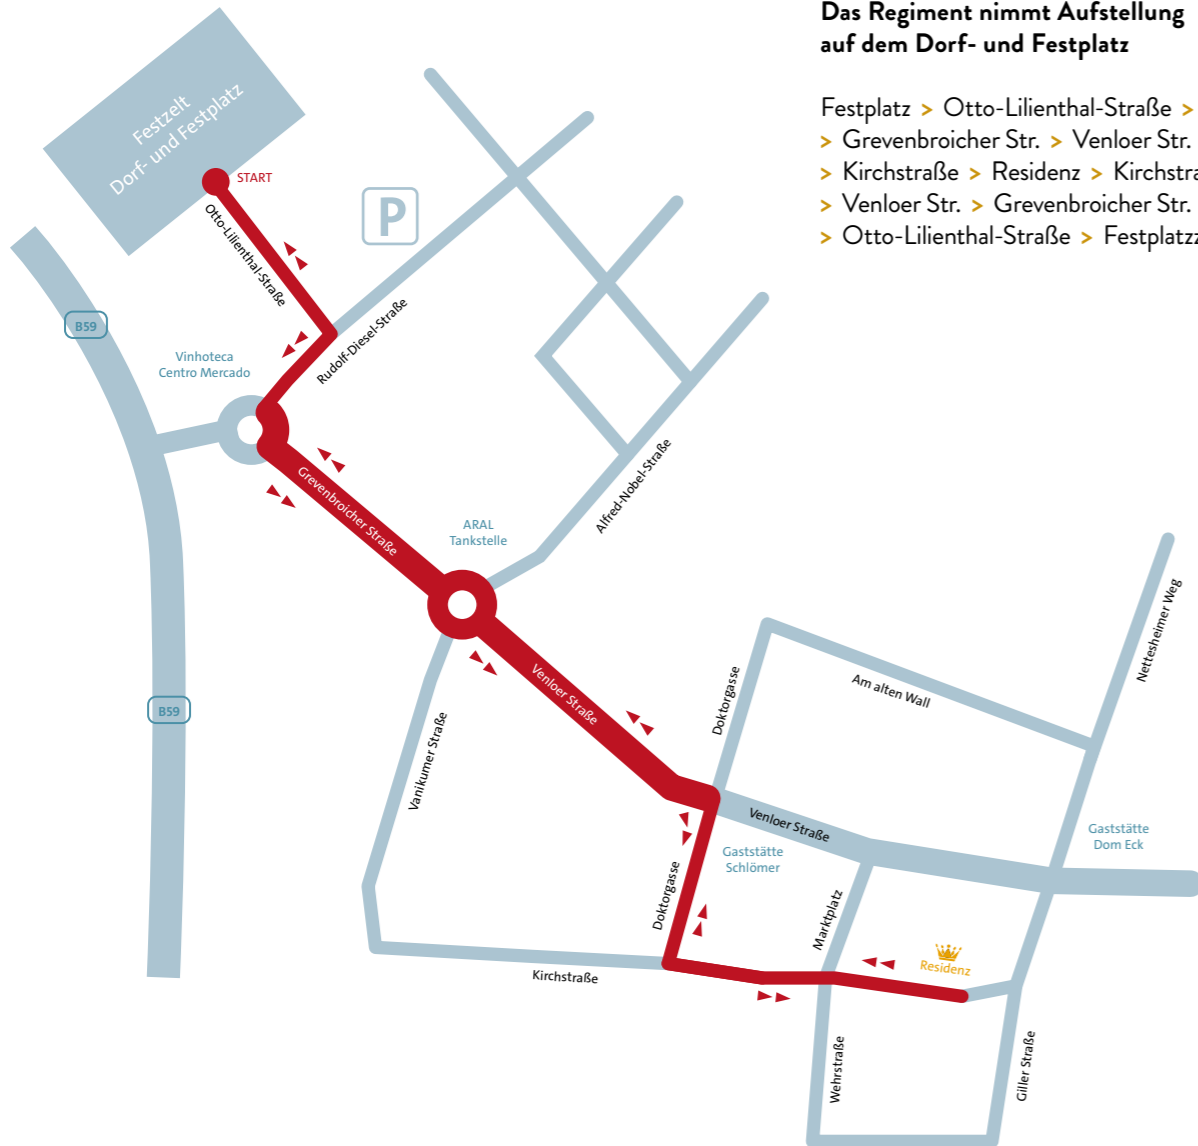 Das Regiment nimmt Aufstellung
auf dem Dorf- und Festplatz
Festplatz > Otto-Lilienthal-Straße >
> Grevenbroicher Str. > Venloer Str.
> Kirchstraße > Residenz > Kirchstra
> Venloer Str. > Grevenbroicher Str.
> Otto-Lilienthal-Straße > Festplatzz
Festzelt
Dorf- und Festplatz
START
Otto-Lilienthal-Straße
P
B59
Vinhoteca
Centro Mercado
Rudolf-Diesel-Straße
Grevenbroicher Straße
ARAL
Tankstelle
Alfred-Nobel-Straße
Nettesheimer Weg
Venloer Straße
Doktorgasse
Am alten Wall
B59
Vanikumer Straße
Venloer Straße
Gaststätte
Schlömer
Gaststätte
Dom Eck
Doktorgasse
Marktplatz
Residenz
Kirchstraße
Wehrstraße
Giller Straße